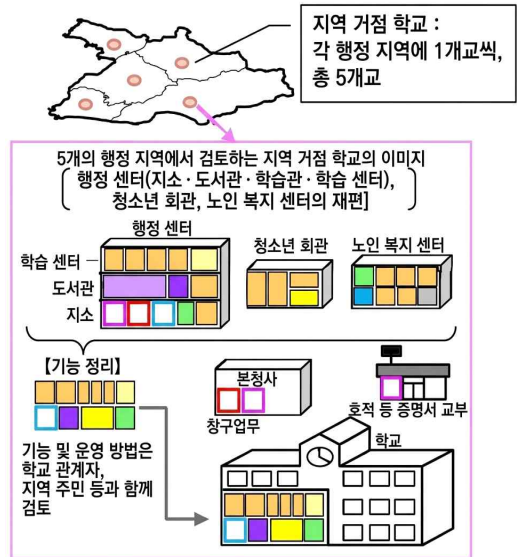 지역 거점 학교 :
각 행정 지역에 1개교씩,
총 5개교
5개의 행정 지역에서 검토하는 지역 거점 학교의 이미지
[ 행정 센터(지소 · 도서관 · 학습관 · 학습 센터),
청소년 회관, 노인 복지 센터의 재편]
행정 센터
청소년 회관
노인 복지 센터
학습 센터
도서관
지소
【기능 정리】
본청사
창구업무
호적 등 증명서 교부
기능 및 운영 방법은
학교 관계자,
지역 주민 등과 함께
검토
학교